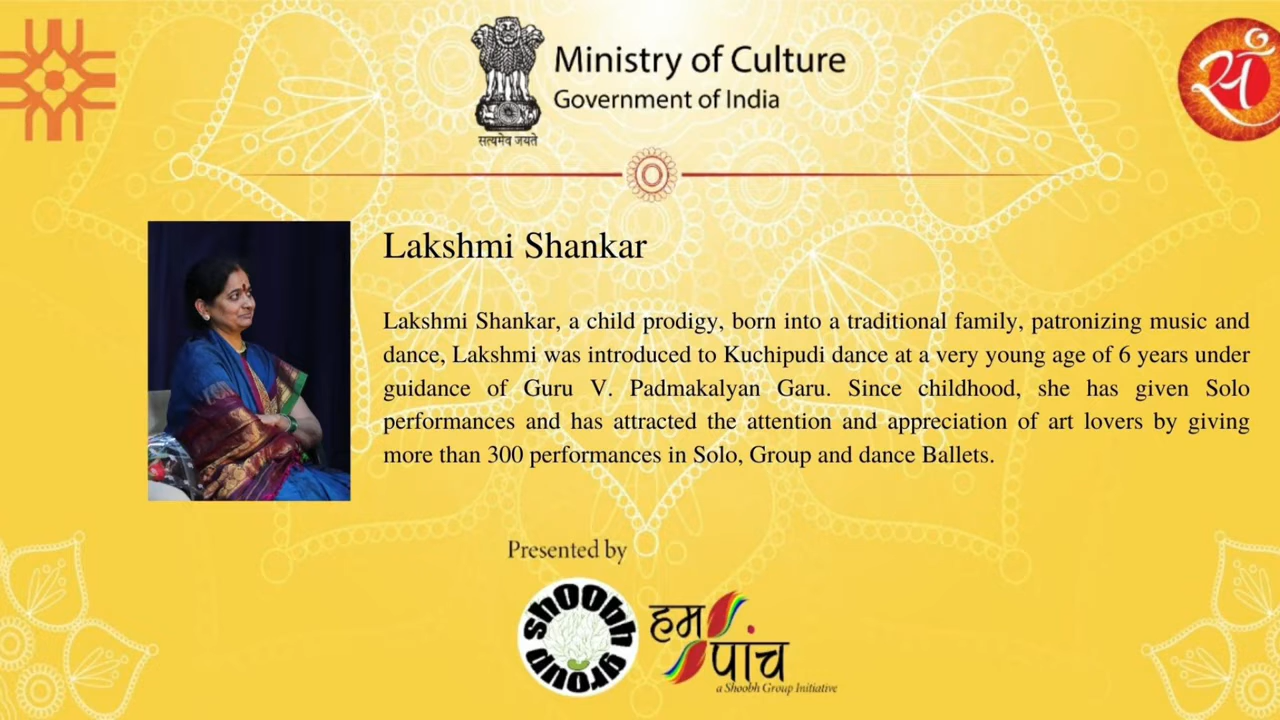 Ministry of Culture
Government of India
सत्यमेव जयते
सं
Lakshmi Shankar
Lakshmi Shankar, a child prodigy, born into a traditional family, patronizing music and
dance, Lakshmi was introduced to Kuchipudi dance at a very young age of 6 years under
guidance of Guru V. Padmakalyan Garu. Since childhood, she has given Solo
performances and has attracted the attention and appreciation of art lovers by giving
more than 300 performances in Solo, Group and dance Ballets.
Presented by
shoobh
group
हम
पांच
a Shoobh Group Initiative